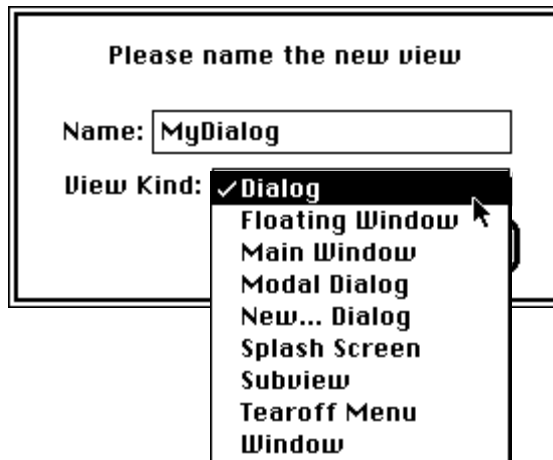 Please name the new view
Name: MyDialog
View Kind: ✓Dialog
Floating Window
Main Window
Modal Dialog
New... Dialog
Splash Screen
Subview
Tearoff Menu
Window